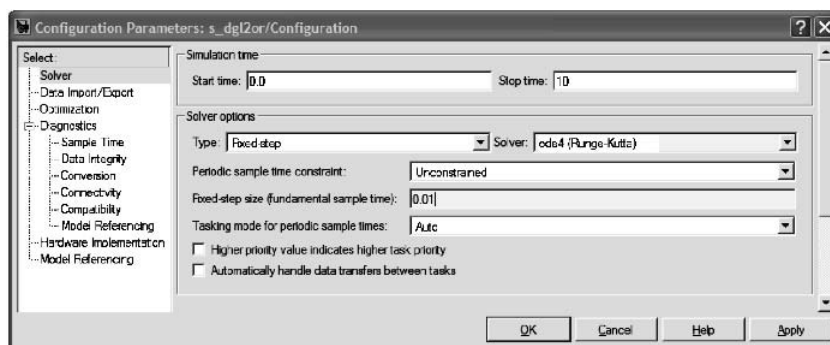 Configuration Parameters: s_dgl2or/Configuration
Select:
Solver
Data Import/Export
Optimization
Diagnostics
Sample Time
Data Integrity
Conversion
Connectivity
Compatibility
Model Referencing
Hardware Implementation
Model Referencing
Simulation time
Start time: 0.0 Stop time: 10
Solver options
Type: Fixed-step Solver: ode4 (Runge-Kutta)
Periodic sample time constraint: Unconstrained
Fixed-step size (fundamental sample time): 0.01
Tasking mode for periodic sample times: Auto
Higher priority value indicates higher task priority
Automatically handle data transfers between tasks
OK Cancel Help Apply